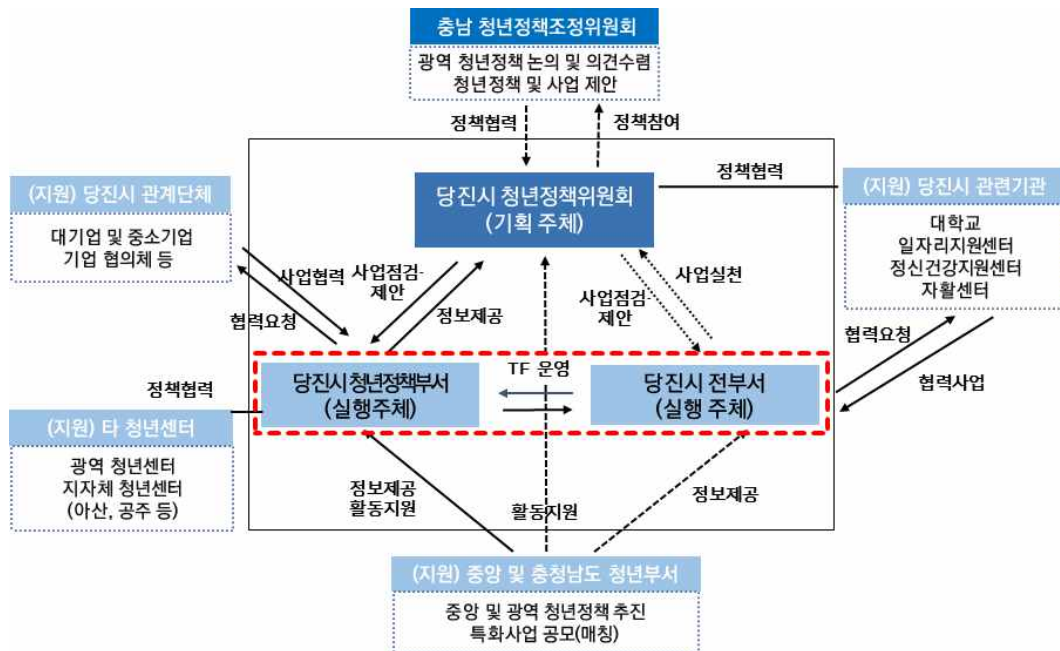 충남 청년정책조정위원회
광역 청년정책 논의 및 의견수렴
청년정책 및 사업 제안
정책협력
정책참여
(지원) 당진시 관계단체
대기업 및 중소기업
기업 협의체 등
당진시 청년정책위원회
(기획 주체)
정책협력
(지원) 당진시 관련기관
대학교
일자리지원센터
정신건강지원센터
자활센터
사업협력
협력요청
사업점검-
제안
정보제공
사업실천
사업점검-
제안
협력요청
협력사업
당진시 청년정책부서
(실행주체)
TF 운영
당진시 전부서
(실행 주체)
정책협력
(지원) 타 청년센터
광역 청년센터
지자체 청년센터
(아산, 공주 등)
정보제공
활동지원
활동지원
정보제공
(지원) 중앙 및 충청남도 청년부서
중앙 및 광역 청년정책 추진
특화사업 공모(매칭)